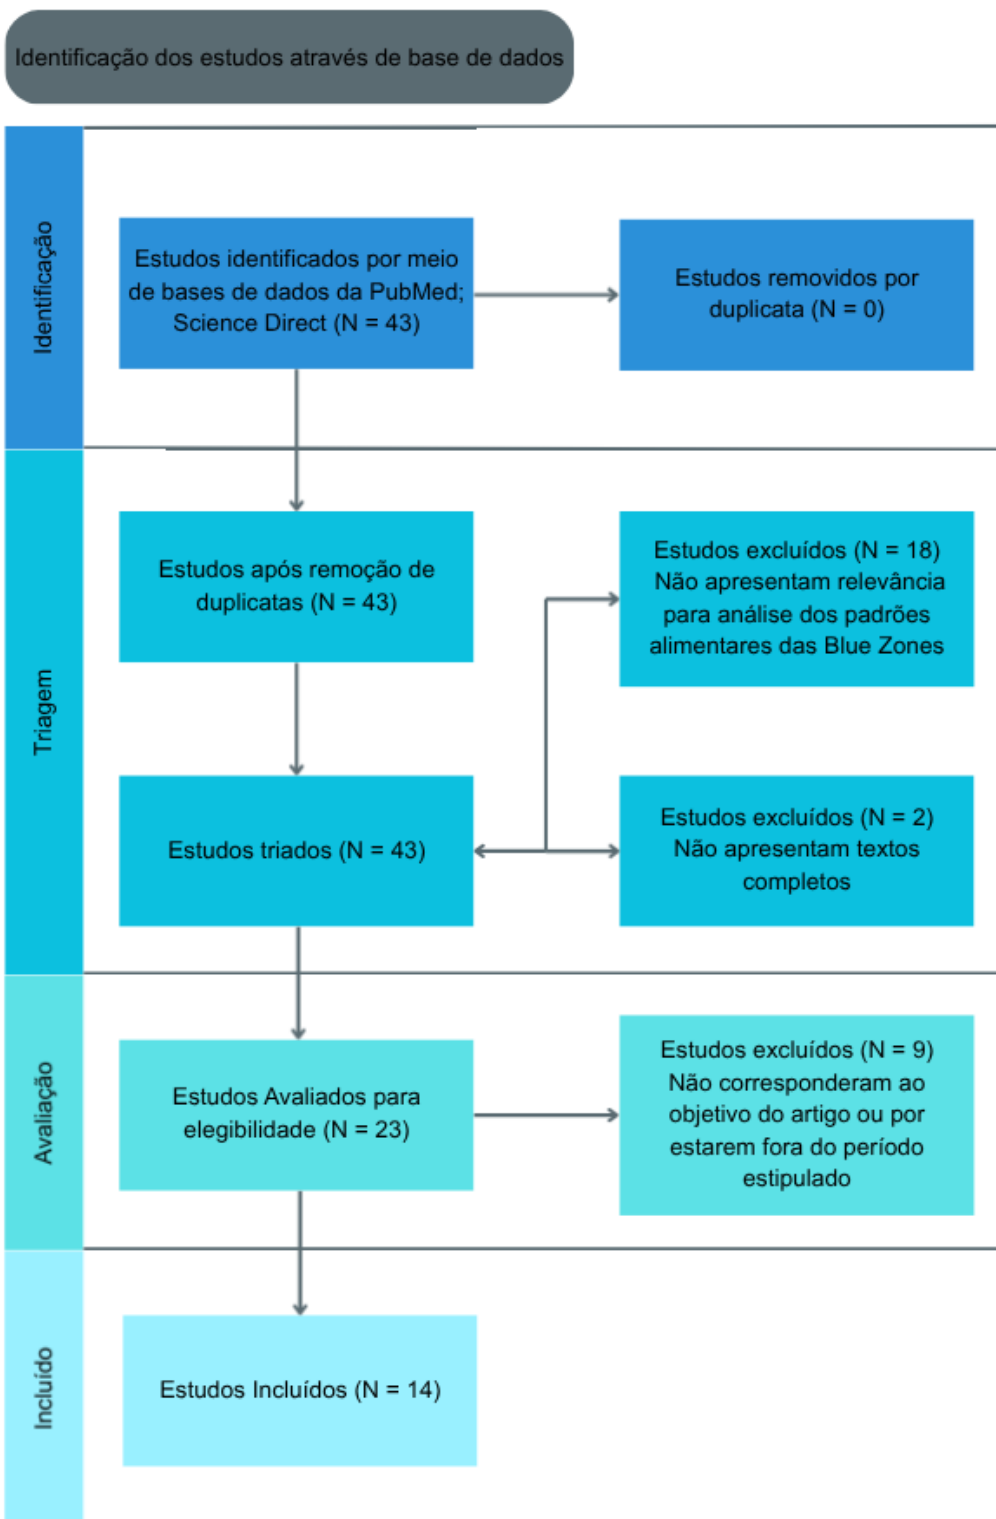 Identificação dos estudos através de base de dados
Identificação
Estudos identificados por meio
de bases de dados da PubMed;
Science Direct (N = 43)
Estudos removidos por
duplicata (N = 0)
Triagem
Estudos após remoção de
duplicatas (N = 43)
Estudos excluídos (N = 18)
Não apresentam relevância
para análise dos padrões
alimentares das Blue Zones
Estudos triados (N = 43)
Estudos excluídos (N = 2)
Não apresentam textos
completos
Avaliação
Estudos Avaliados para
elegibilidade (N = 23)
Estudos excluídos (N = 9)
Não corresponderam ao
objetivo do artigo ou por
estarem fora do período
estipulado
Incluído
Estudos Incluídos (N = 14)